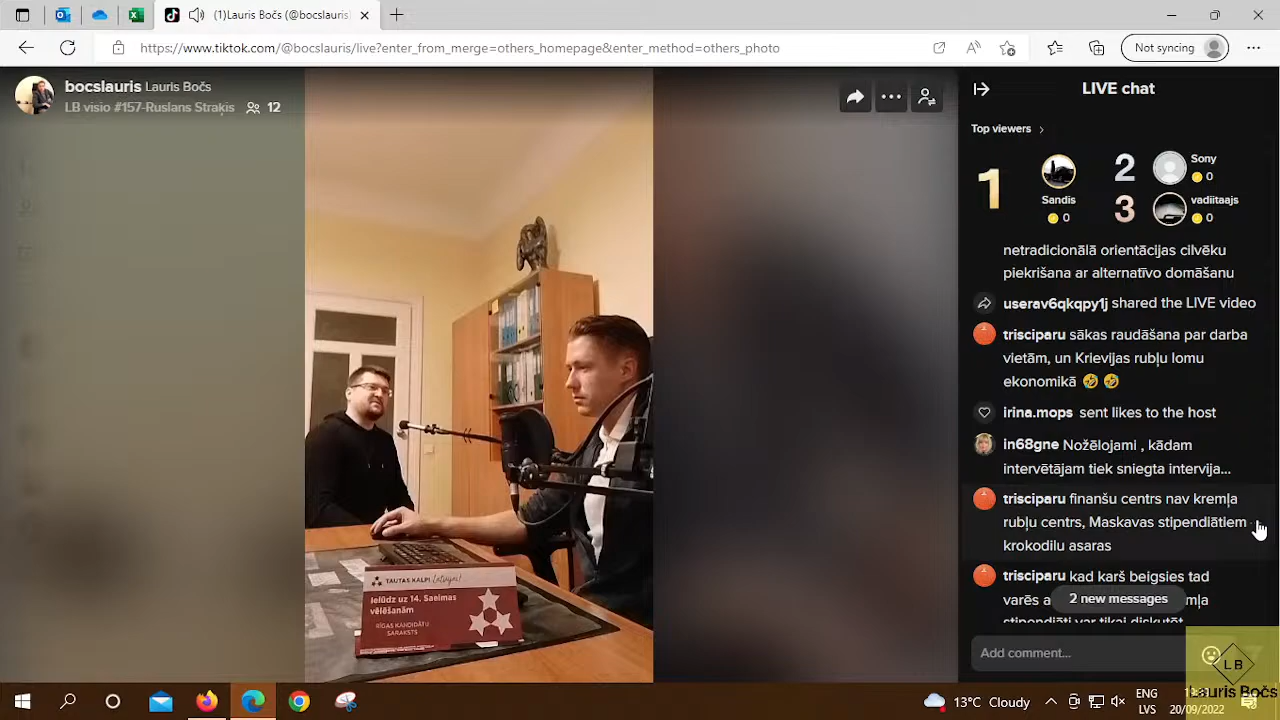 (1)Lauris Bočs (@bocslauris
https://www.tiktok.com/@bocslauris/live?enter_from_merge=others_homepage&enter_method=others_photo
Not syncing
bocslauris Lauris Bočs
LB visio #157-Ruslans Straķis 12
LIVE chat
Top viewers
1
Sandis
0
2
Sony
0
3
vadiitaajs
0
netradicionālā orientācijas cilvēku
piekrišana ar alternatīvo domāšanu
userav6qkqpy1j shared the LIVE video
trisciparu sākas raudāšana par darba
vietām, un Krievijas rubļu lomu
ekonomikā 🤣 🤣
irina.mops sent likes to the host
in68gne Nožēlojami , kādam
intervētājam tiek sniegta intervija...
trisciparu finanšu centrs nav kremļa
rubļu centrs, Maskavas stipendiātiem -
krokodilu asaras
trisciparu kad karš beigsies tad
varēs a
2 new messages
Add comment...
TAUTAS KALPI Latvijai!
Ielūdz uz 14. Saeimas
vēlēšanām
RĪGAS KANDIDĀTU
SARAKSTS
LB
Lauris Bočs
13°C Cloudy
ENG
LVS
20/09/2022